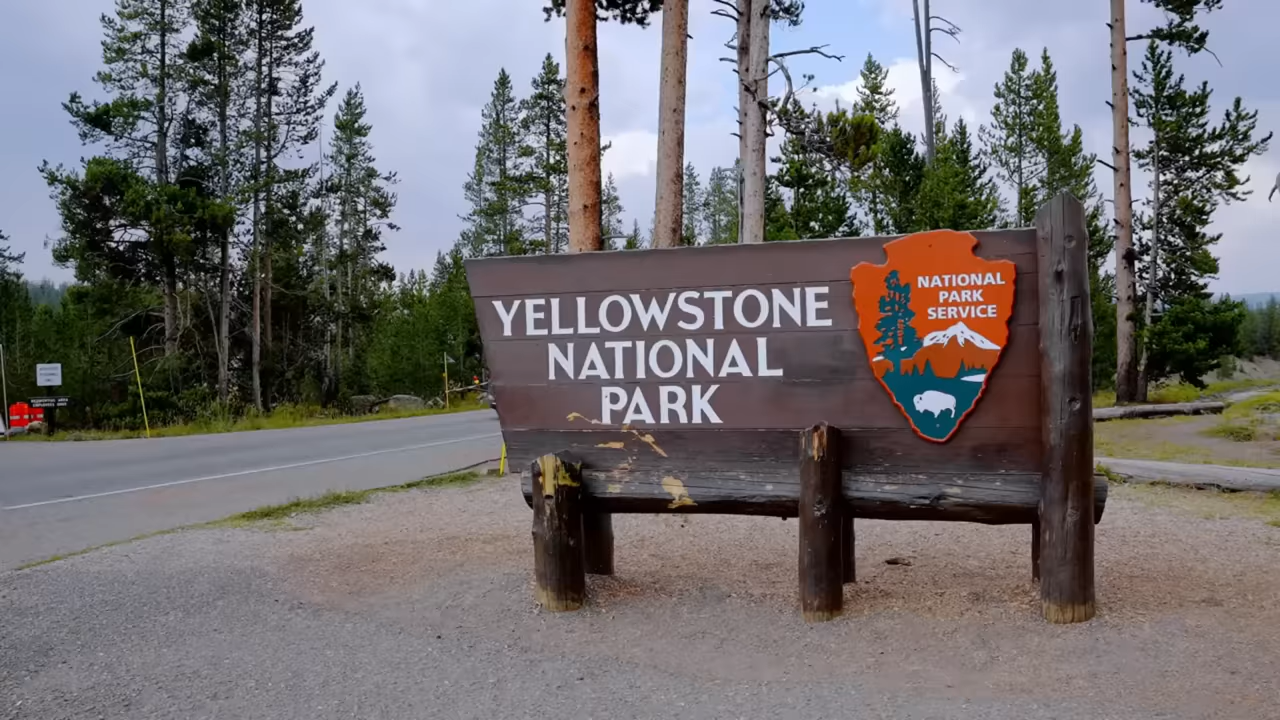 YELLOWSTONE
NATIONAL
PARK
NATIONAL
PARK
SERVICE